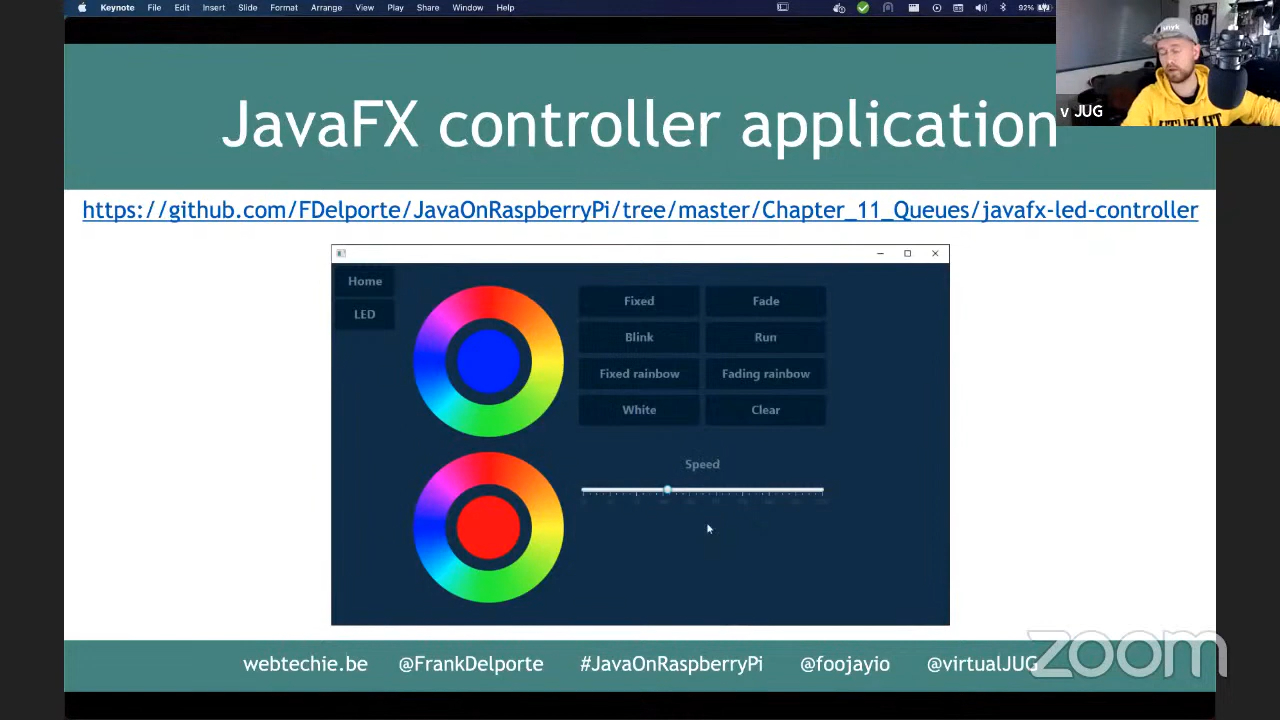 Keynote File Edit Insert Slide Format Arrange View Play Share Window Help
92%
JavaFX controller application
v JUG
https://github.com/FDelporte/JavaOnRaspberryPi/tree/master/Chapter_11_Queues/javafx-led-controller
Home
LED
Fixed Fade
Blink Run
Fixed rainbow Fading rainbow
White Clear
Speed
webtechie.be @FrankDelporte #JavaOnRaspberryPi @foojayio @virtualJUG
zoom